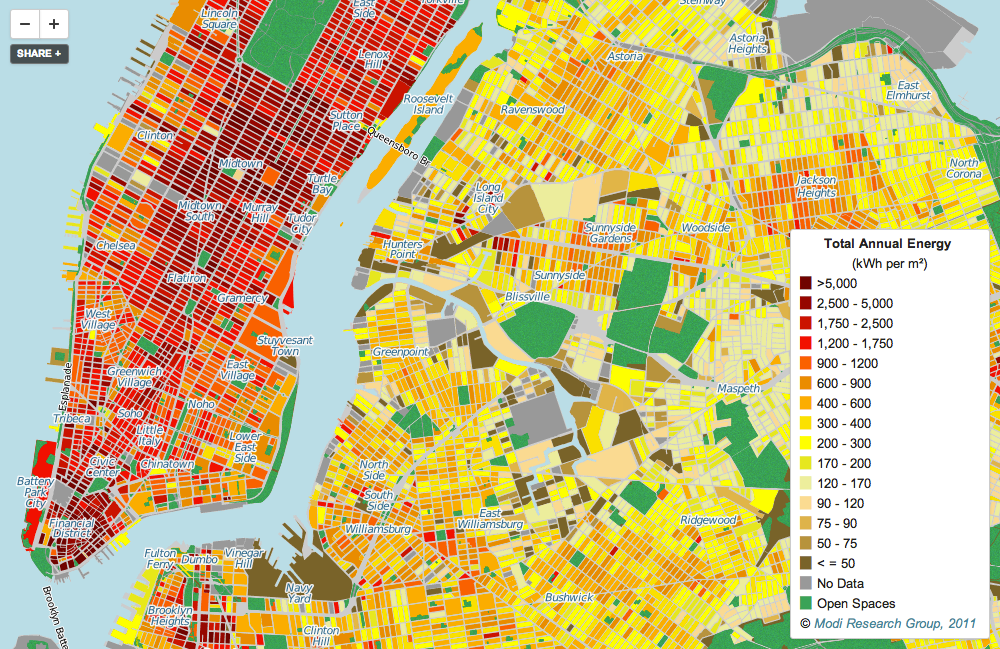 −
+
SHARE +
Lincoln
Square
East
Side
Yorkville
Steinway
Lenox
Hill
Astoria
Astoria
Heights
East
Elmhurst
Roosevelt
Island
Ravenswood
Sutton
Place
Queensboro Br
Clinton
Midtown
Turtle
Bay
North
Corona
Jackson
Heights
Long
Island
City
Midtown
South
Murray
Hill
Tudor
City
Sunnyside
Gardens
Woodside
Chelsea
Hunters
Point
Flatiron
Sunnyside
Gramercy
Blissville
West
Village
Stuyvesant
Town
Greenpoint
Greenwich
Village
East
Village
Esplanade
Maspeth
Tribeca
Soho
Noho
Little
Italy
Lower
East
Side
Civic
Center
Chinatown
North
Side
Battery
Park
City
South
Side
Financial
District
Williamsburg
East
Williamsburg
Ridgewood
Fulton
Ferry
Dumbo
Vinegar
Hill
Navy
Yard
Bushwick
Brooklyn
Heights
Clinton
Hill
Brooklyn Batte
Total Annual Energy
(kWh per m²)
>5,000
2,500 - 5,000
1,750 - 2,500
1,200 - 1,750
900 - 1200
600 - 900
400 - 600
300 - 400
200 - 300
170 - 200
120 - 170
90 - 120
75 - 90
50 - 75
< = 50
No Data
Open Spaces
© Modi Research Group, 2011